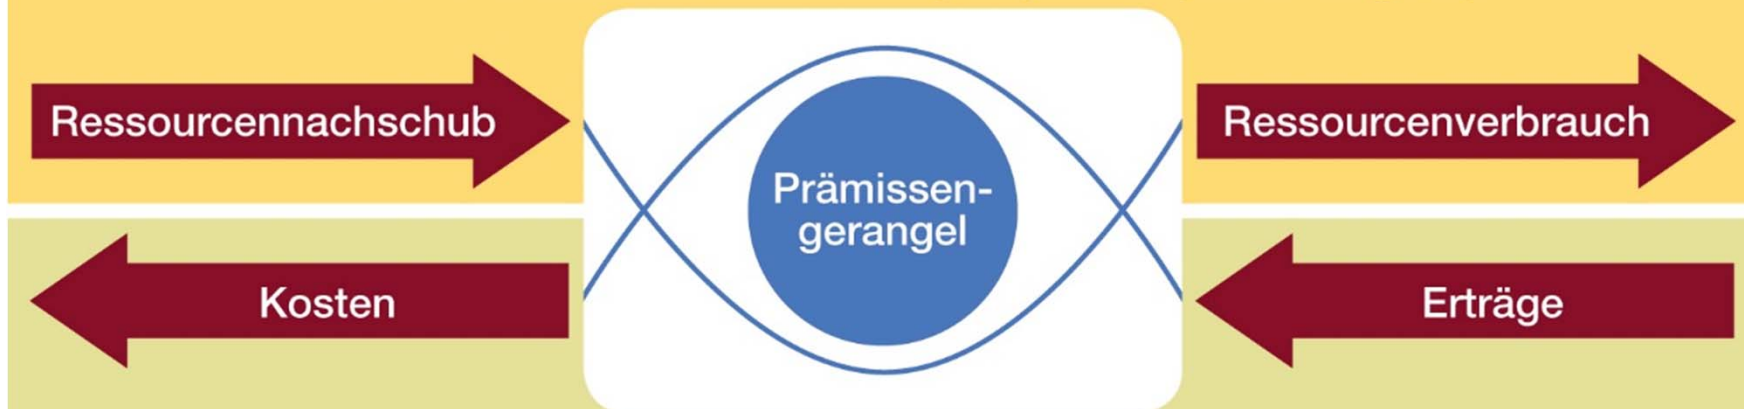 Ressourcennachschub
Ressourcenverbrauch
Prämissen-
gerangel
Kosten
Erträge